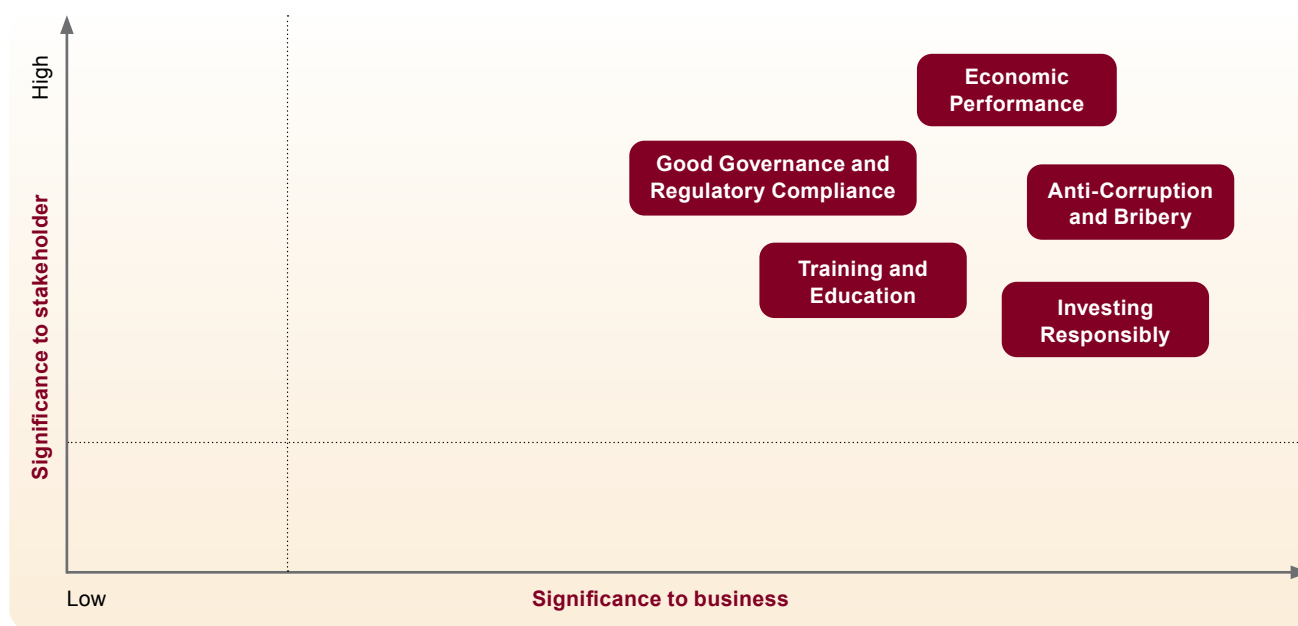 High
Significance to stakeholder
Economic
Performance
Good Governance and
Regulatory Compliance
Anti-Corruption
and Bribery
Training and
Education
Investing
Responsibly
Low
Significance to business